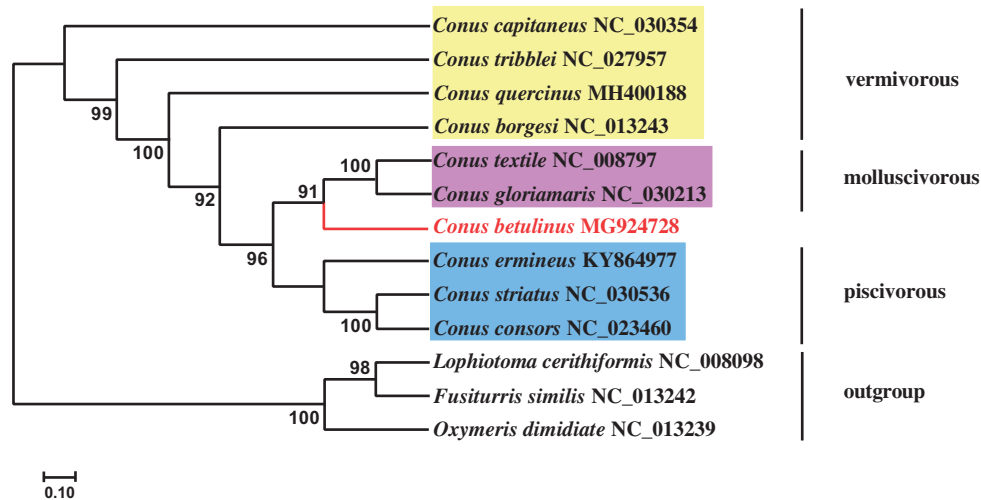 Conus capitaneus NC_030354
Conus tribblei NC_027957
99
Conus quercinus MH400188
100
Conus borgesi NC_013243
92
vermivorous
Conus textile NC_008797
100
Conus gloriamaris NC_030213
91
molluscivorous
Conus betulinus MG924728
96
Conus ermineus KY864977
Conus striatus NC_030536
100
Conus consors NC_023460
piscivorous
Lophiotoma cerithiformis NC_008098
98
Fusiturris similis NC_013242
100
Oxymeris dimidiate NC_013239
outgroup
0.10